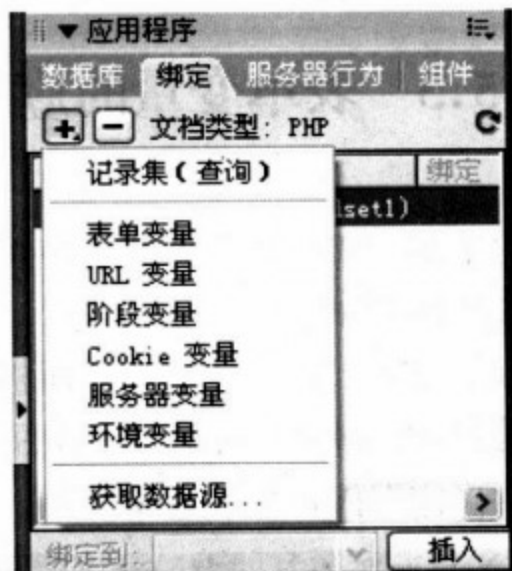 应用程序
数据库 绑定 服务器行为 组件
文档类型: PHP
记录集(查询)
绑定
lset1)
表单变量
URL 变量
阶段变量
Cookie 变量
服务器变量
环境变量
获取数据源...
绑定到:
插入